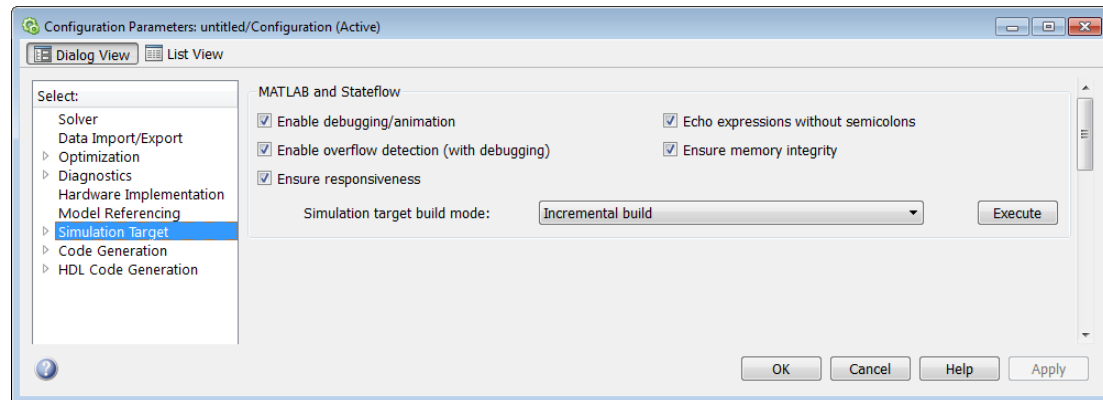 Configuration Parameters: untitled/Configuration (Active)
Dialog View List View
Select:
Solver
Data Import/Export
Optimization
Diagnostics
Hardware Implementation
Model Referencing
Simulation Target
Code Generation
HDL Code Generation
MATLAB and Stateflow
Enable debugging/animation Echo expressions without semicolons
Enable overflow detection (with debugging) Ensure memory integrity
Ensure responsiveness
Simulation target build mode: Incremental build Execute
OK Cancel Help Apply